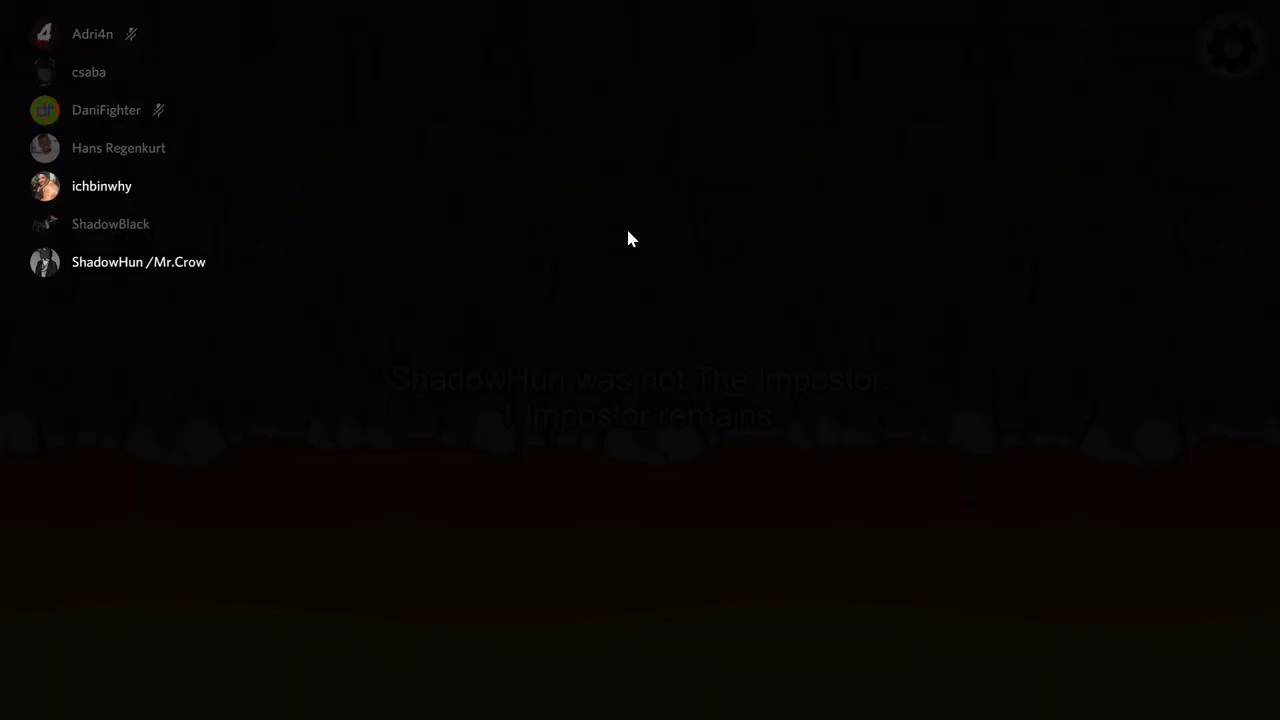 Adri4n
csaba
DaniFighter
Hans Regenkurt
ichbinwhy
ShadowBlack
ShadowHun /Mr.Crow
ShadowHun was not The Impostor.
1 Impostor remains